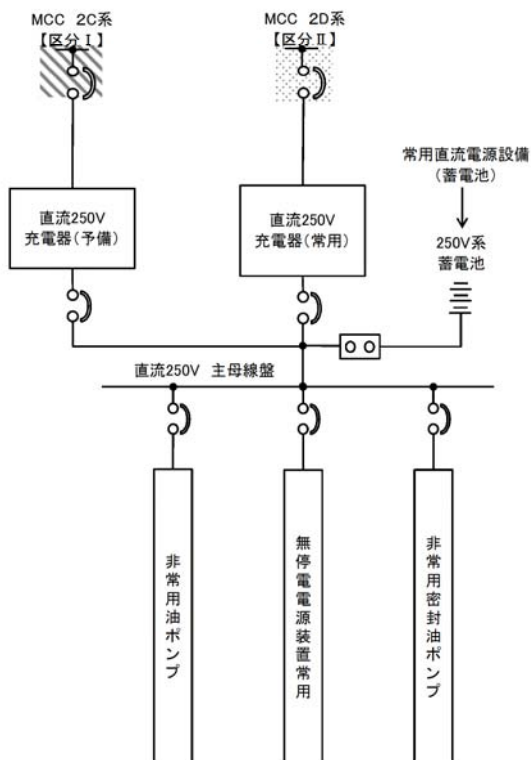 MCC 2C系
【区分Ⅰ】
MCC 2D系
【区分Ⅱ】
常用直流電源設備
(蓄電池)
直流250V
充電器(予備)
直流250V
充電器(常用)
250V系
蓄電池
直流250V 主母線盤
非常用油ポンプ
無停電電源装置常用
非常用密封油ポンプ